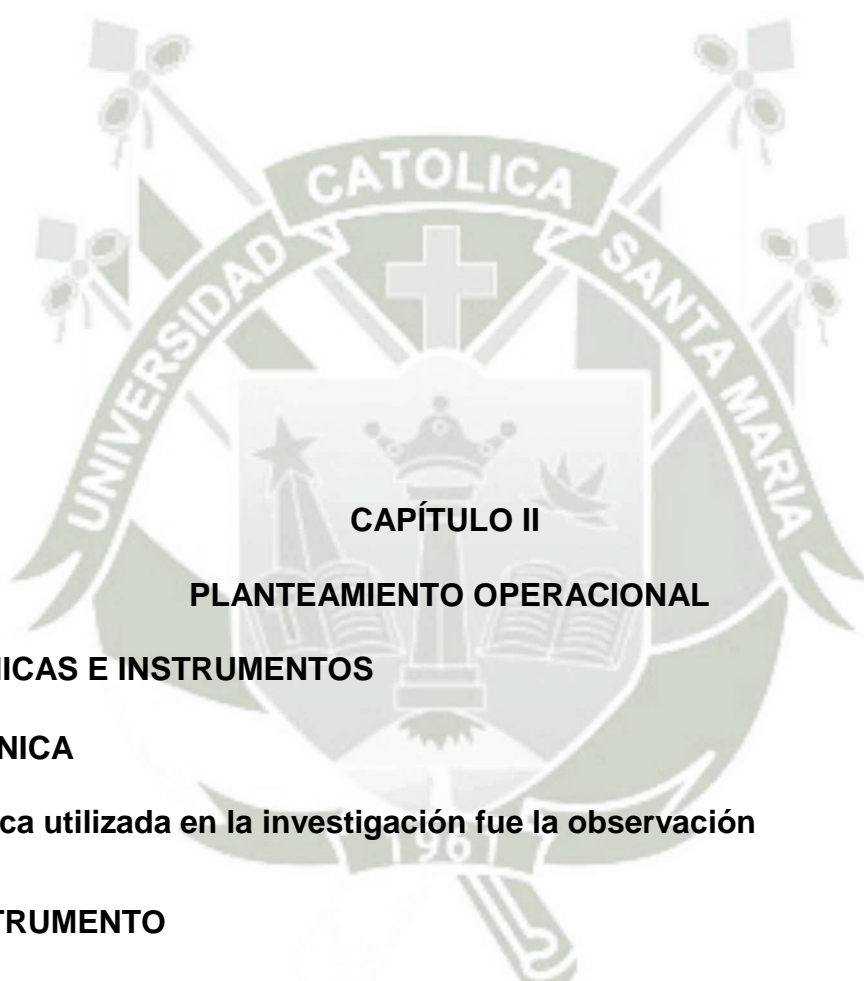 CATOLICA
UNIVERSIDAD
SANTA MARIA
CAPÍTULO II
PLANTEAMIENTO OPERACIONAL
ICAS E INSTRUMENTOS
NICA
ca utilizada en la investigación fue la observación
196
TRUMENTO